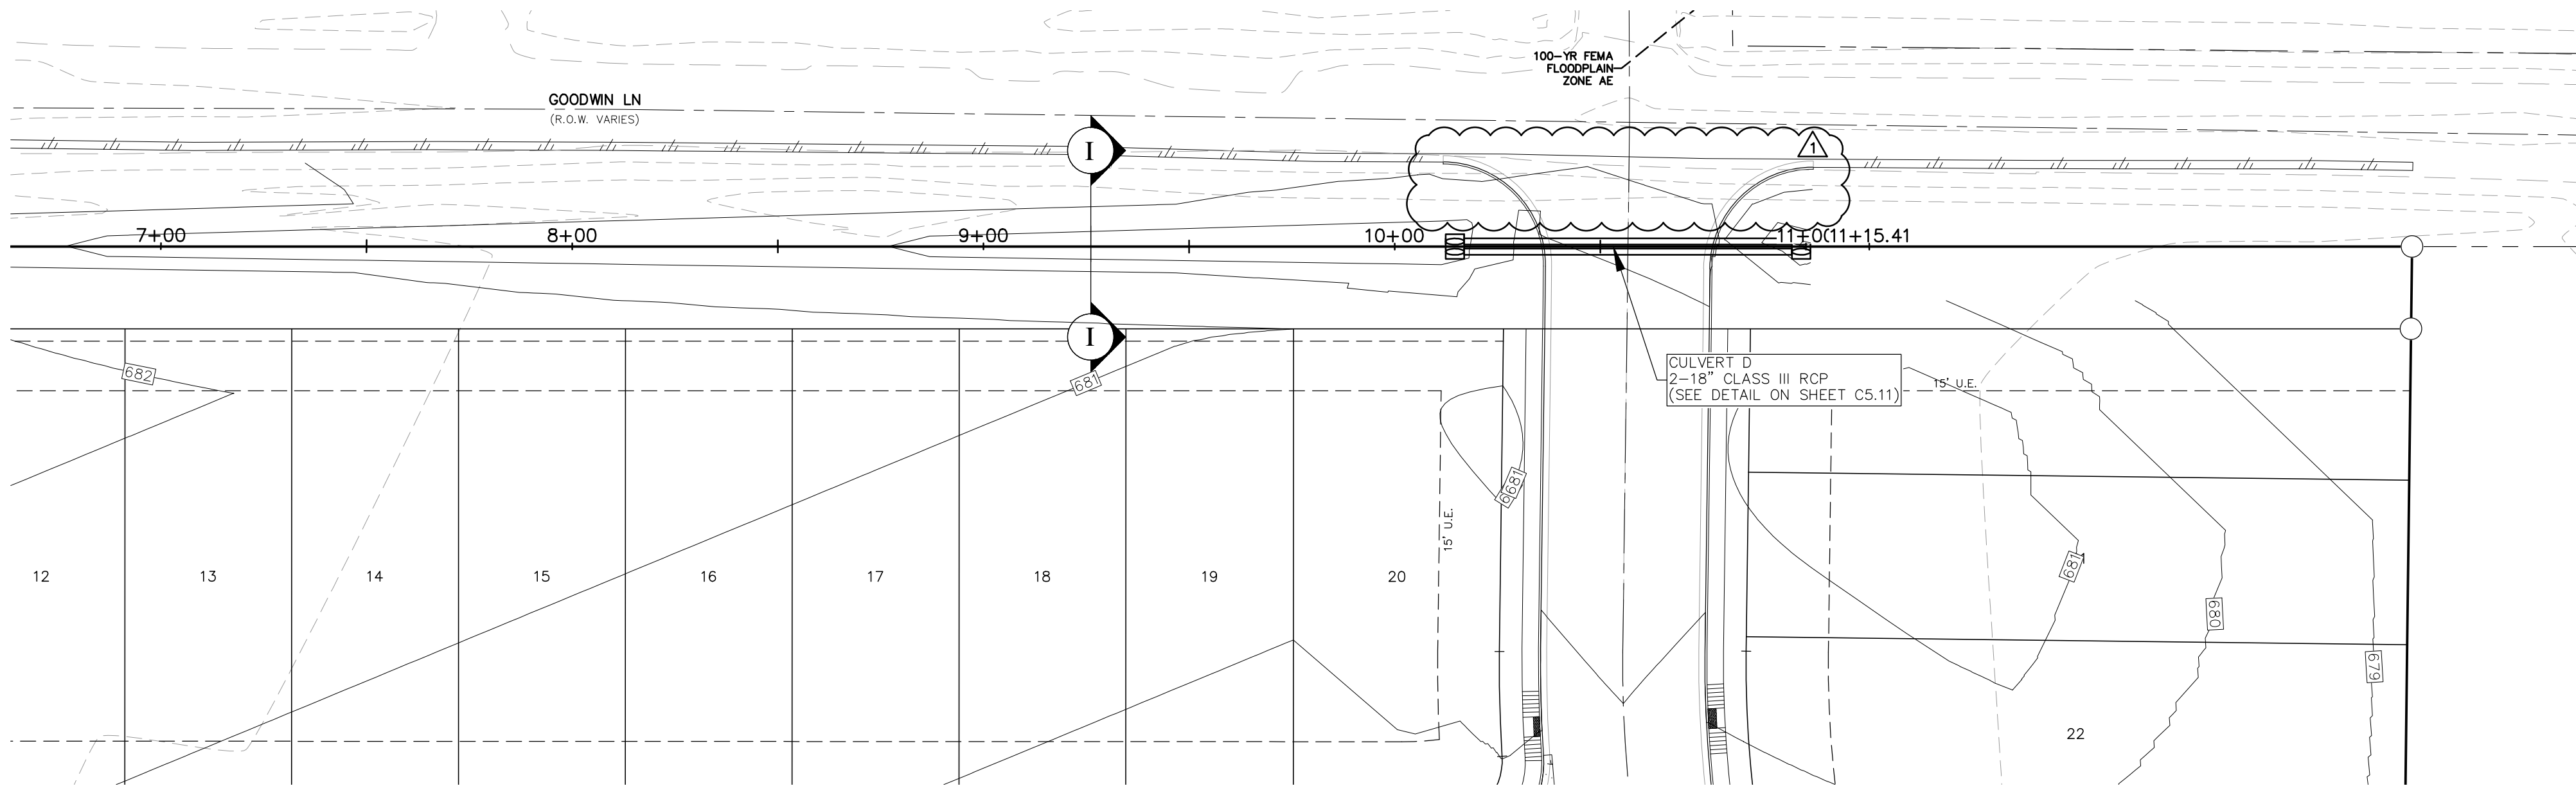 100-YR FEMA
FLOODPLAIN
ZONE AE
GOODWIN LN
(R.O.W. VARIES)
I
1
7+00
8+00
9+00
10+00
11+00
11+15.41
I
CULVERT D
2-18" CLASS III RCP
(SEE DETAIL ON SHEET C5.11)
682
681
15' U.E.
681
15' U.E.
681
680
679
12
13
14
15
16
17
18
19
20
22